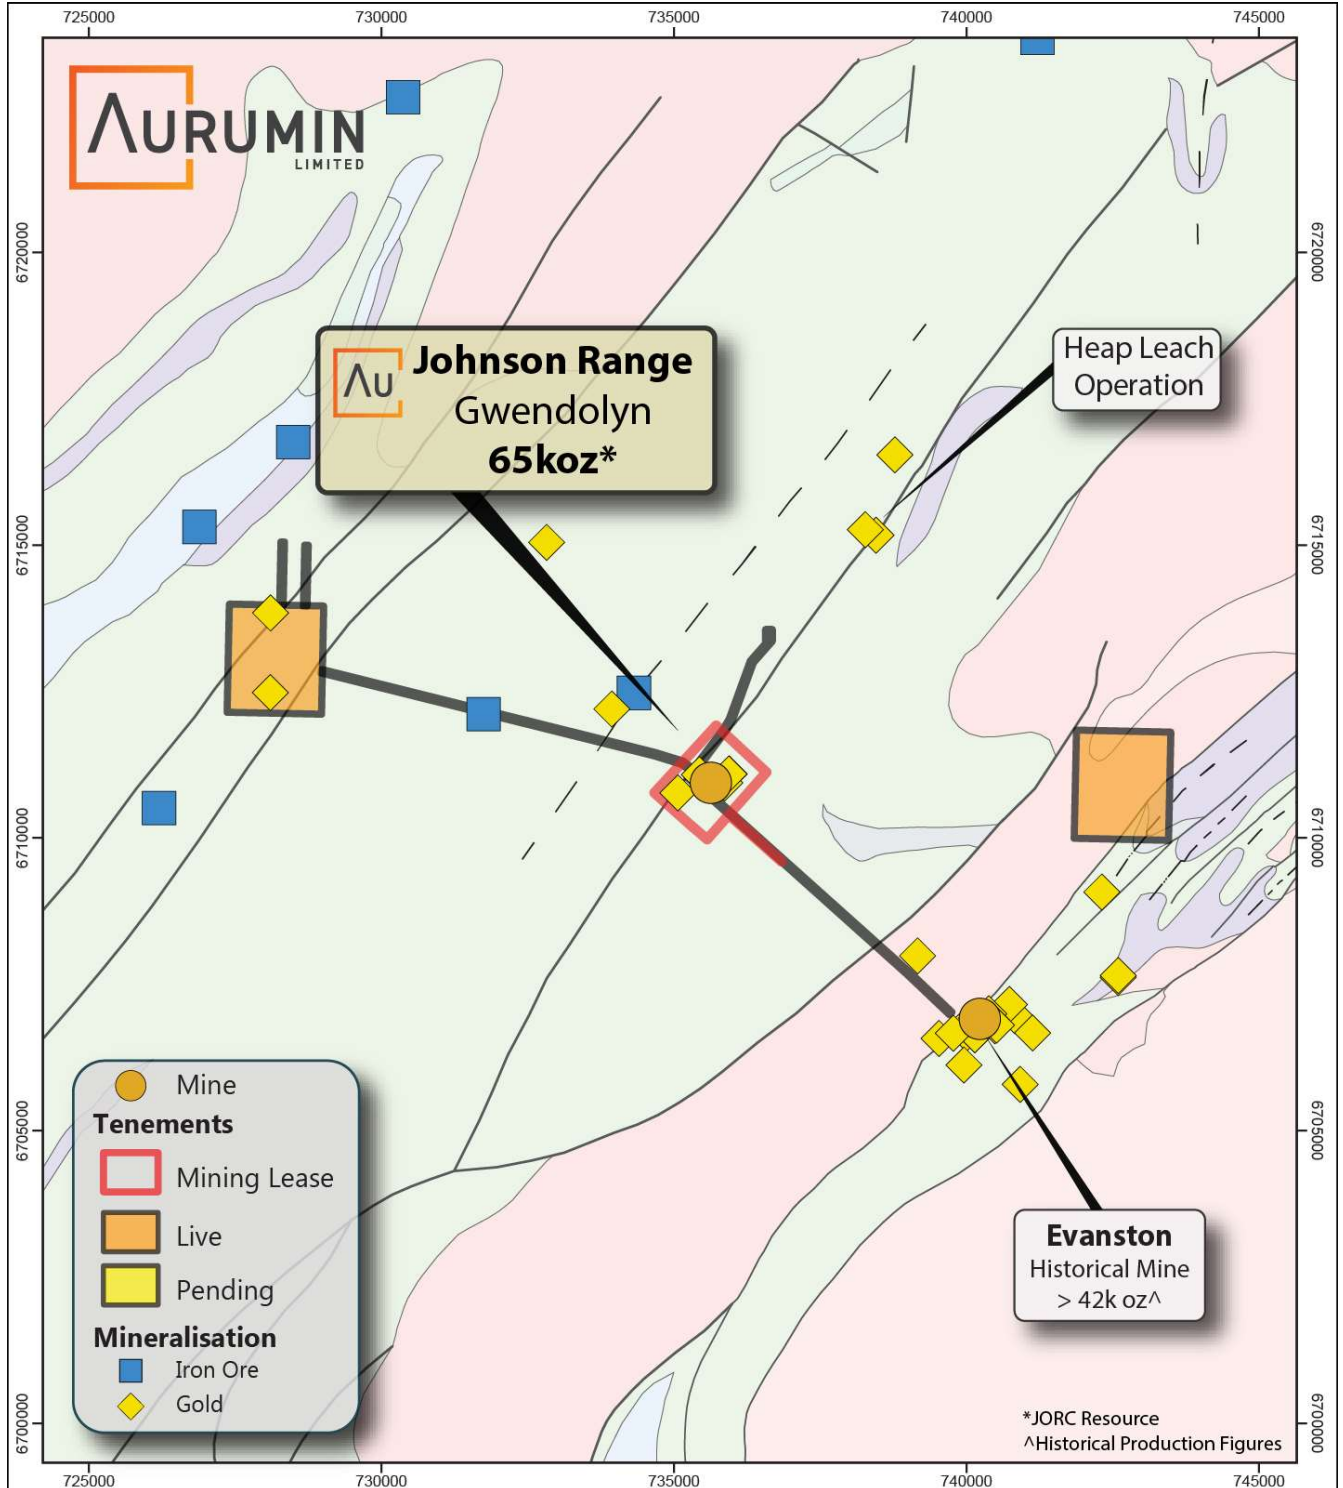 725000
730000
735000
740000
745000
AURUMIN
LIMITED
6720000
6720000
Heap Leach
Operation
Au
Johnson Range
Gwendolyn
65koz*
6715000
6715000
6710000
6710000
Mine
Tenements
Mining Lease
Live
Pending
Mineralisation
Iron Ore
Gold
6705000
6705000
Evanston
Historical Mine
> 42k oz^
6700000
6700000
*JORC Resource
^Historical Production Figures
725000
730000
735000
740000
745000